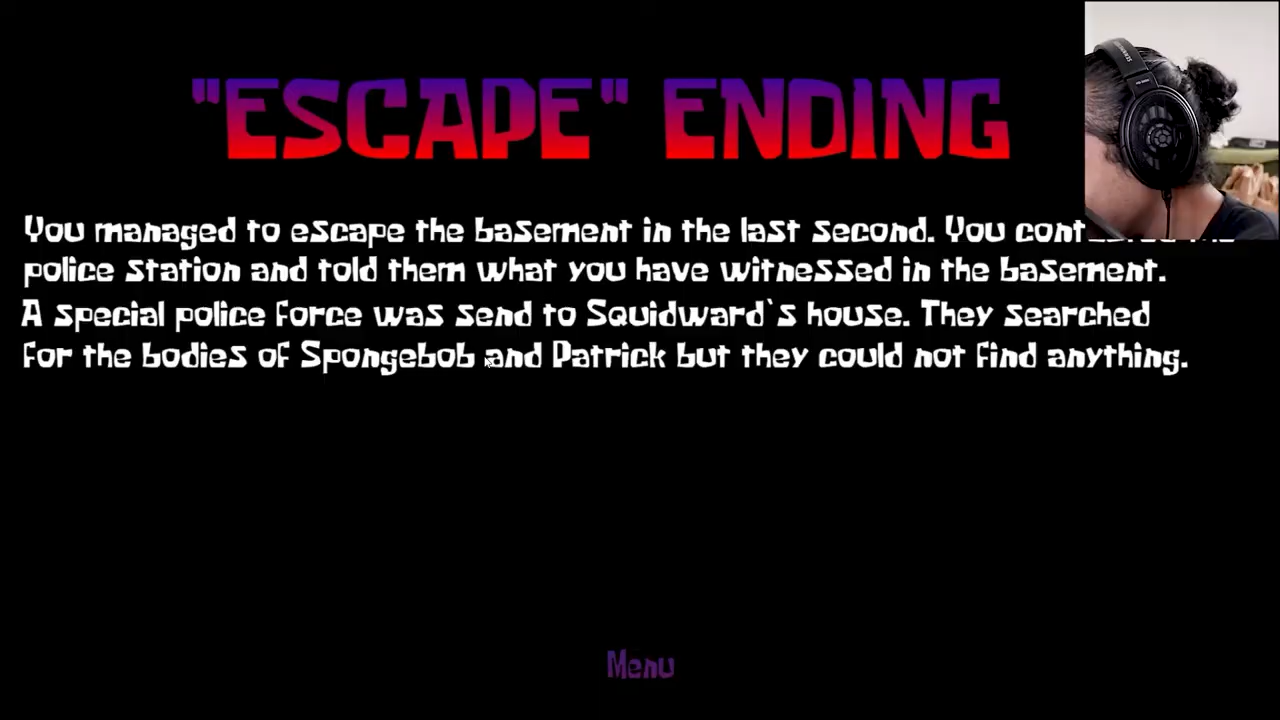 "ESCAPE" ENDING
You managed to escape the basement in the last second. You
police station and told them what you have witnessed in the basement.
A special police force was send to Squidward`s house. They searched
for the bodies of Spongebob and Patrick but they could not find anything.
Menu